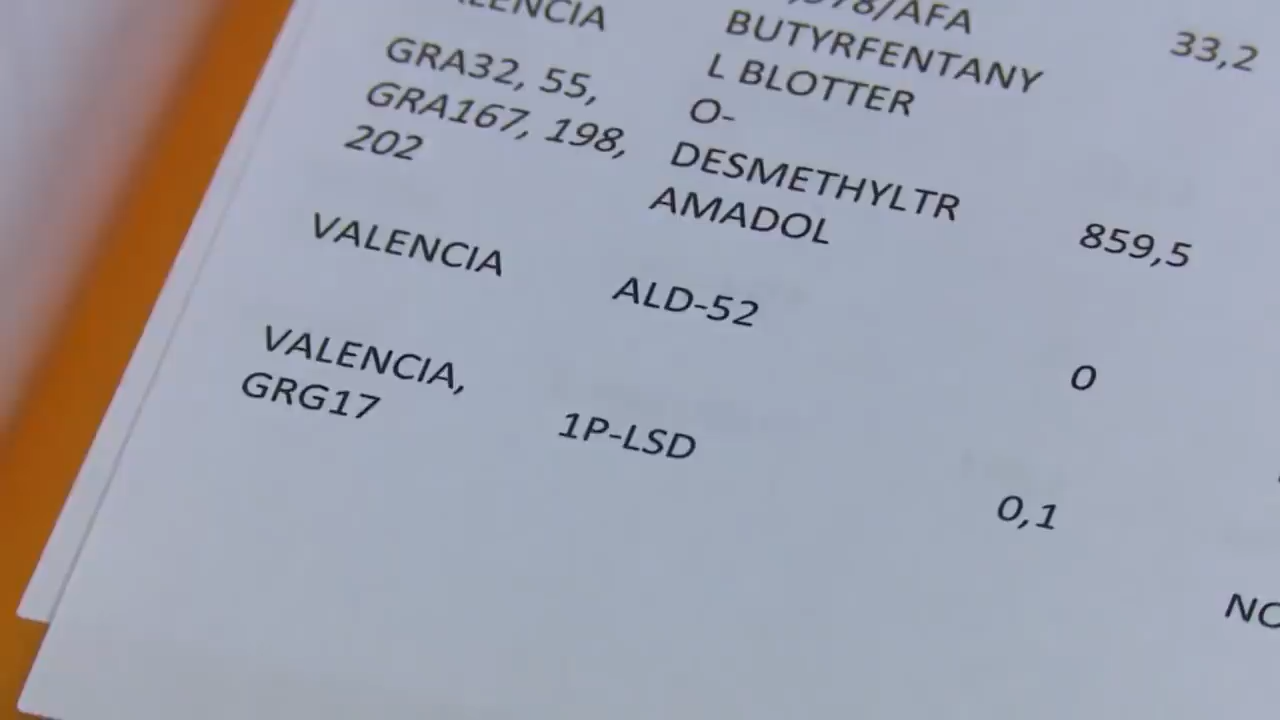 BUTYRFENTANY
L BLOTTER
33,2
GRA32, 55,
GRA167, 198,
202
O-
DESMETHYLTR
AMADOL
859,5
VALENCIA
ALD-52
0
VALENCIA,
GRG17
1P-LSD
0,1